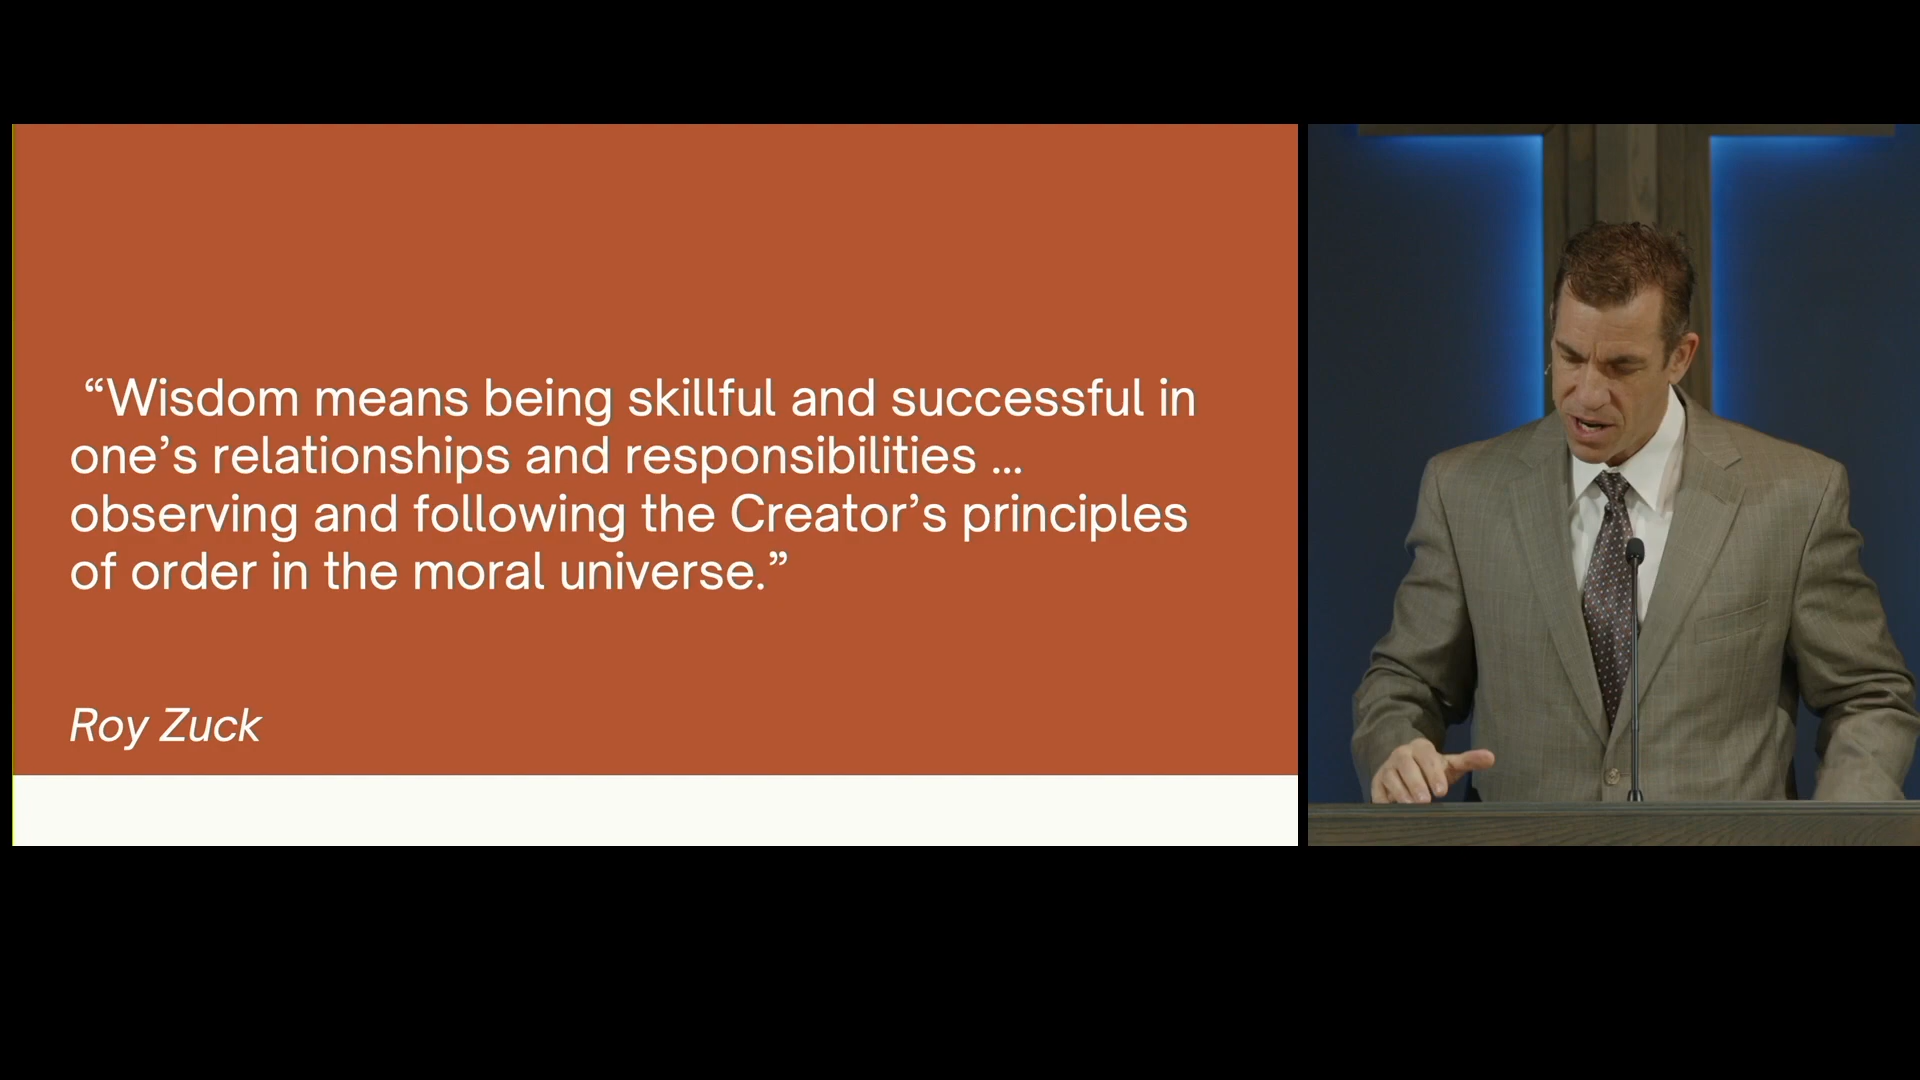 “Wisdom means being skillful and successful in
one’s relationships and responsibilities ...
observing and following the Creator’s principles
of order in the moral universe.”
Roy Zuck